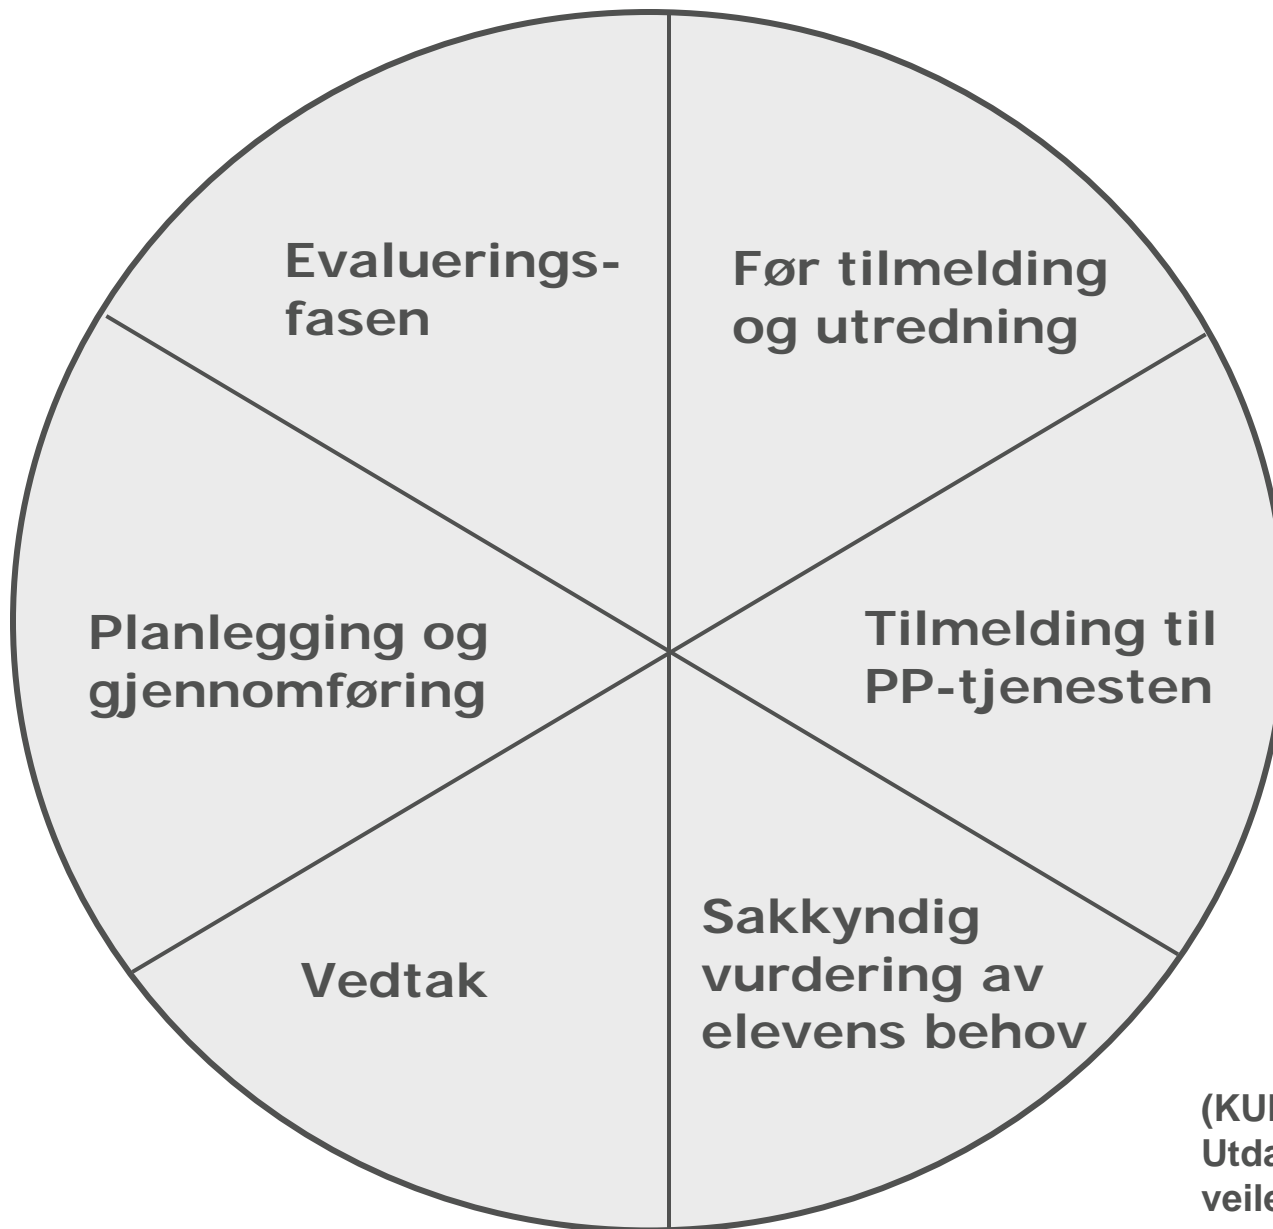 Evaluerings-
fasen
Før tilmelding
og utredning
Planlegging og
gjennomføring
Tilmelding til
PP-tjenesten
Vedtak
Sakkyndig
vurdering av
elevens behov